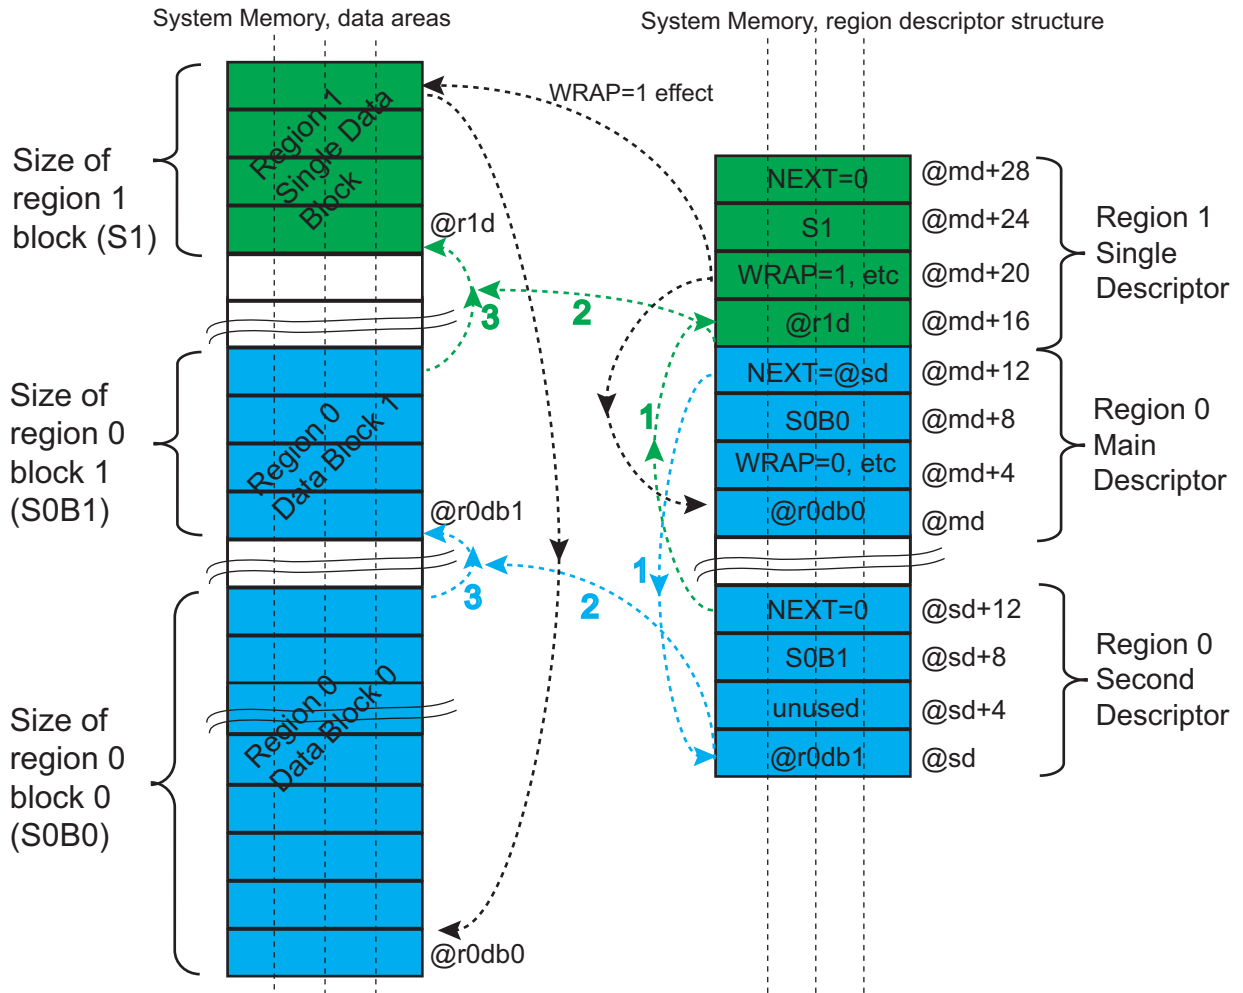 System Memory, data areas
System Memory, region descriptor structure
WRAP=1 effect
Size of
region 1
block (S1)
Region 1
Single Data
Block
@r1d
3
2
1
Size of
region 0
block 1
(S0B1)
Region 0
Data Block 1
@r0db1
3
2
1
Size of
region 0
block 0
(S0B0)
Region 0
Data Block 0
@r0db0
NEXT=0
@md+28
S1
@md+24
WRAP=1, etc
@md+20
@r1d
@md+16
Region 1
Single
Descriptor
NEXT=@sd
@md+12
S0B0
@md+8
WRAP=0, etc
@md+4
@r0db0
@md
Region 0
Main
Descriptor
NEXT=0
@sd+12
S0B1
@sd+8
unused
@sd+4
@r0db1
@sd
Region 0
Second
Descriptor